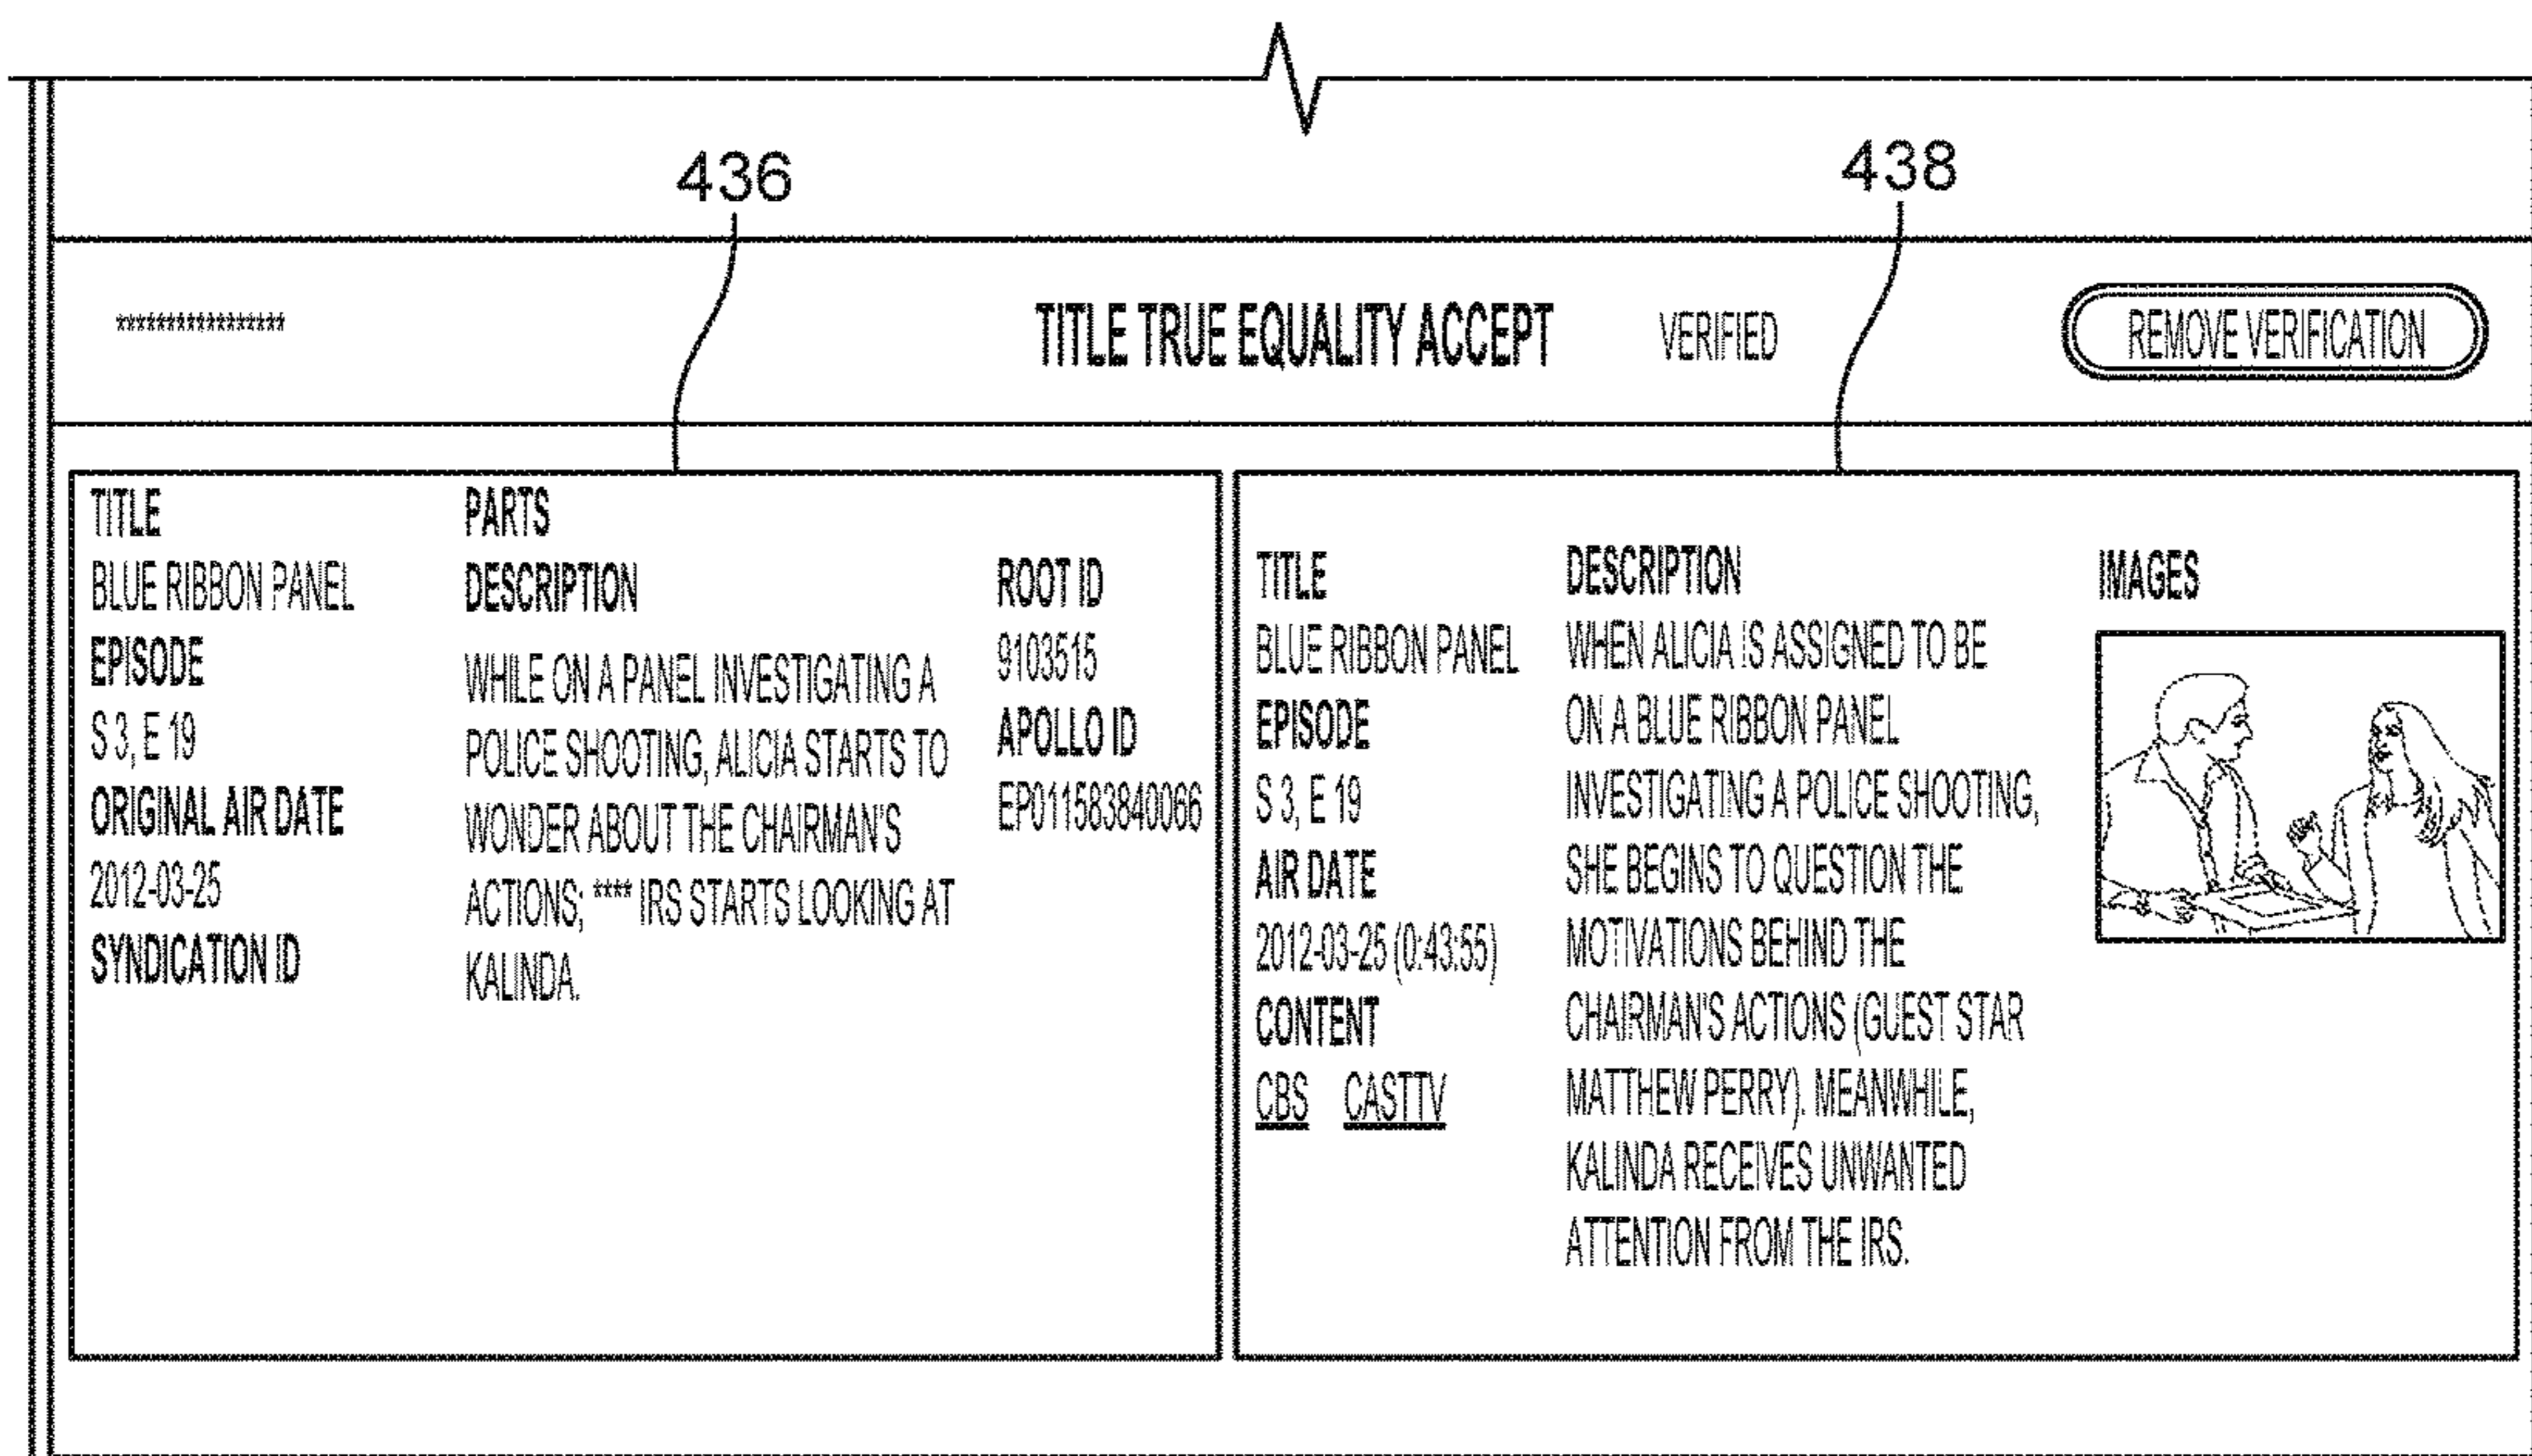 436
438
*****************
TITLE TRUE EQUALITY ACCEPT
VERIFIED
REMOVE VERIFICATION
TITLE
BLUE RIBBON PANEL
EPISODE
S 3, E 19
ORIGINAL AIR DATE
2012-03-25
SYNDICATION ID
PARTS
DESCRIPTION
WHILE ON A PANEL INVESTIGATING A
POLICE SHOOTING, ALICIA STARTS TO
WONDER ABOUT THE CHAIRMAN'S
ACTIONS; **** IRS STARTS LOOKING AT
KALINDA.
ROOT ID
9103515
APOLLO ID
EP011583840066
TITLE
BLUE RIBBON PANEL
EPISODE
S 3, E 19
AIR DATE
2012-03-25 (0:43:55)
CONTENT
CBS CASTTV
DESCRIPTION
WHEN ALICIA IS ASSIGNED TO BE
ON A BLUE RIBBON PANEL
INVESTIGATING A POLICE SHOOTING,
SHE BEGINS TO QUESTION THE
MOTIVATIONS BEHIND THE
CHAIRMAN'S ACTIONS (GUEST STAR
MATTHEW PERRY). MEANWHILE,
KALINDA RECEIVES UNWANTED
ATTENTION FROM THE IRS.
IMAGES